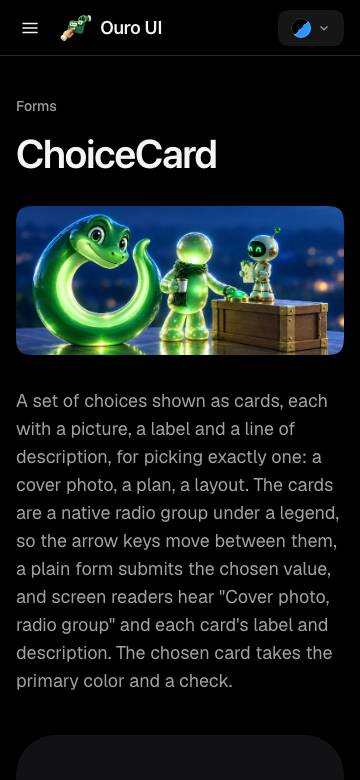 Ouro UI
Forms
ChoiceCard
A set of choices shown as cards, each
with a picture, a label and a line of
description, for picking exactly one: a
cover photo, a plan, a layout. The cards
are a native radio group under a legend,
so the arrow keys move between them,
a plain form submits the chosen value,
and screen readers hear "Cover photo,
radio group" and each card's label and
description. The chosen card takes the
primary color and a check.